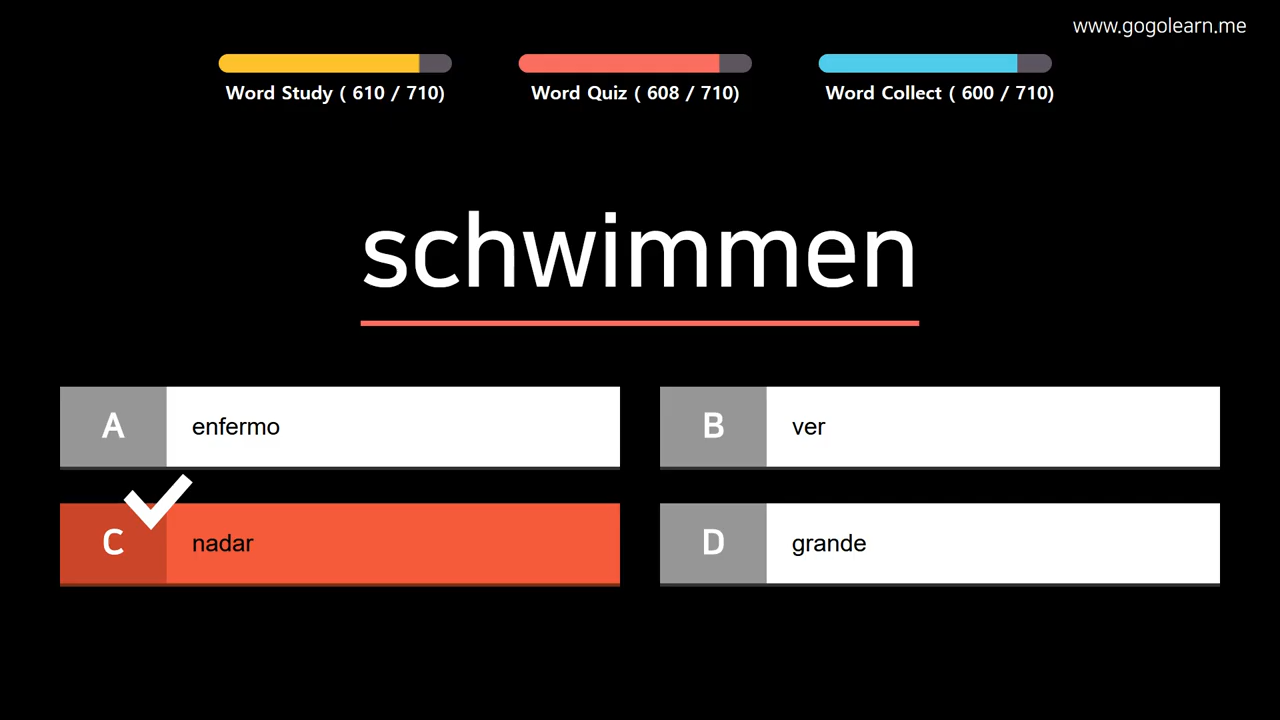 www.gogolearn.me
Word Study ( 610 / 710)
Word Quiz ( 608 / 710)
Word Collect ( 600 / 710)
schwimmen
A enfermo
B ver
C nadar
D grande